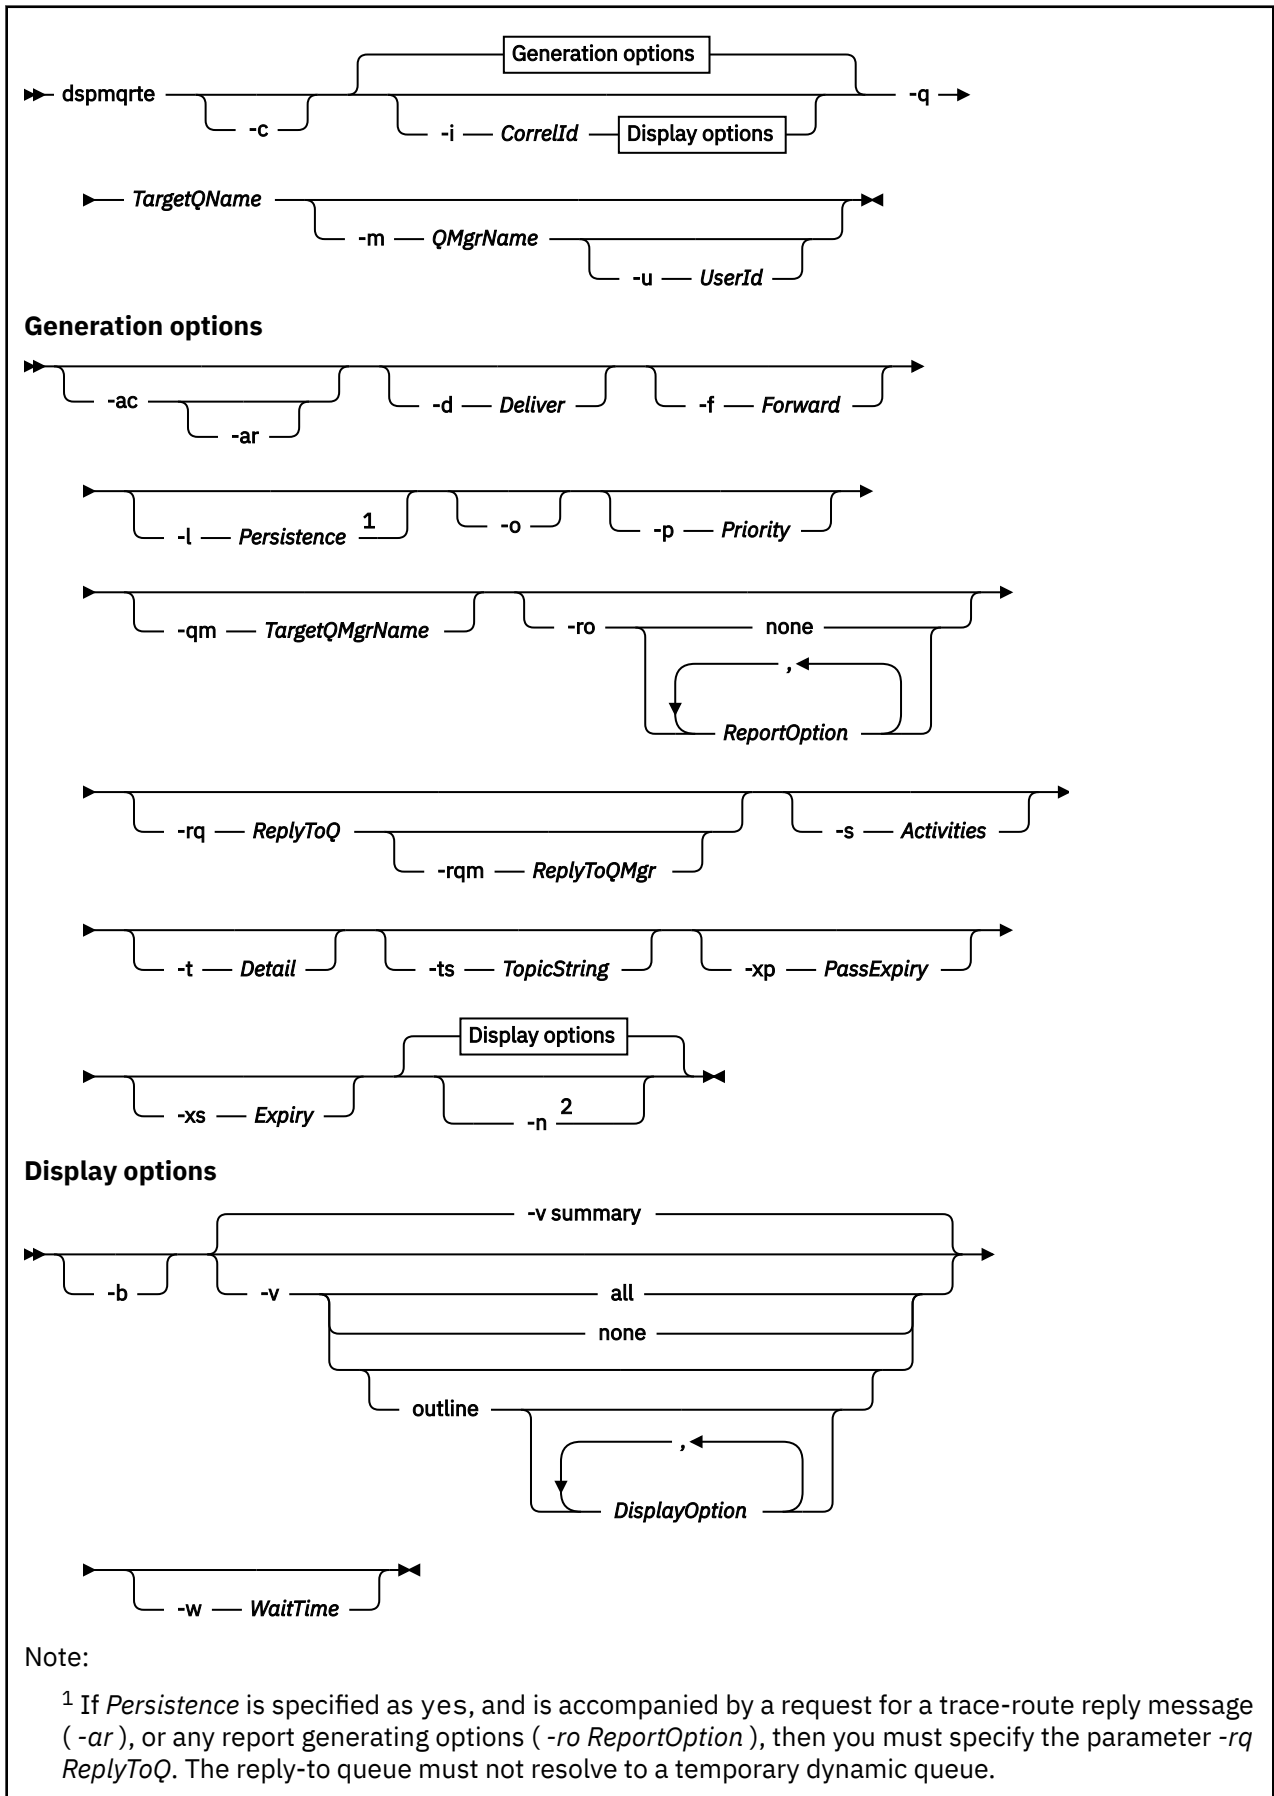 Generation options
dspmqrte -q
-c -i CorrelId Display options
TargetQName
-m QMgrName
-u UserId
Generation options
-ac -d Deliver -f Forward
-ar
-l Persistence 1 -o -p Priority
-qm TargetQMgrName -ro none
,
ReportOption
-rq ReplyToQ -s Activities
-rqm ReplyToQMgr
-t Detail -ts TopicString -xp PassExpiry
Display options
-xs Expiry -n 2
Display options
-v summary
-b -v all
none
outline
,
DisplayOption
-w WaitTime
Note:
1 If Persistence is specified as yes, and is accompanied by a request for a trace-route reply message
( -ar ), or any report generating options ( -ro ReportOption ), then you must specify the parameter -rq
ReplyToQ. The reply-to queue must not resolve to a temporary dynamic queue.